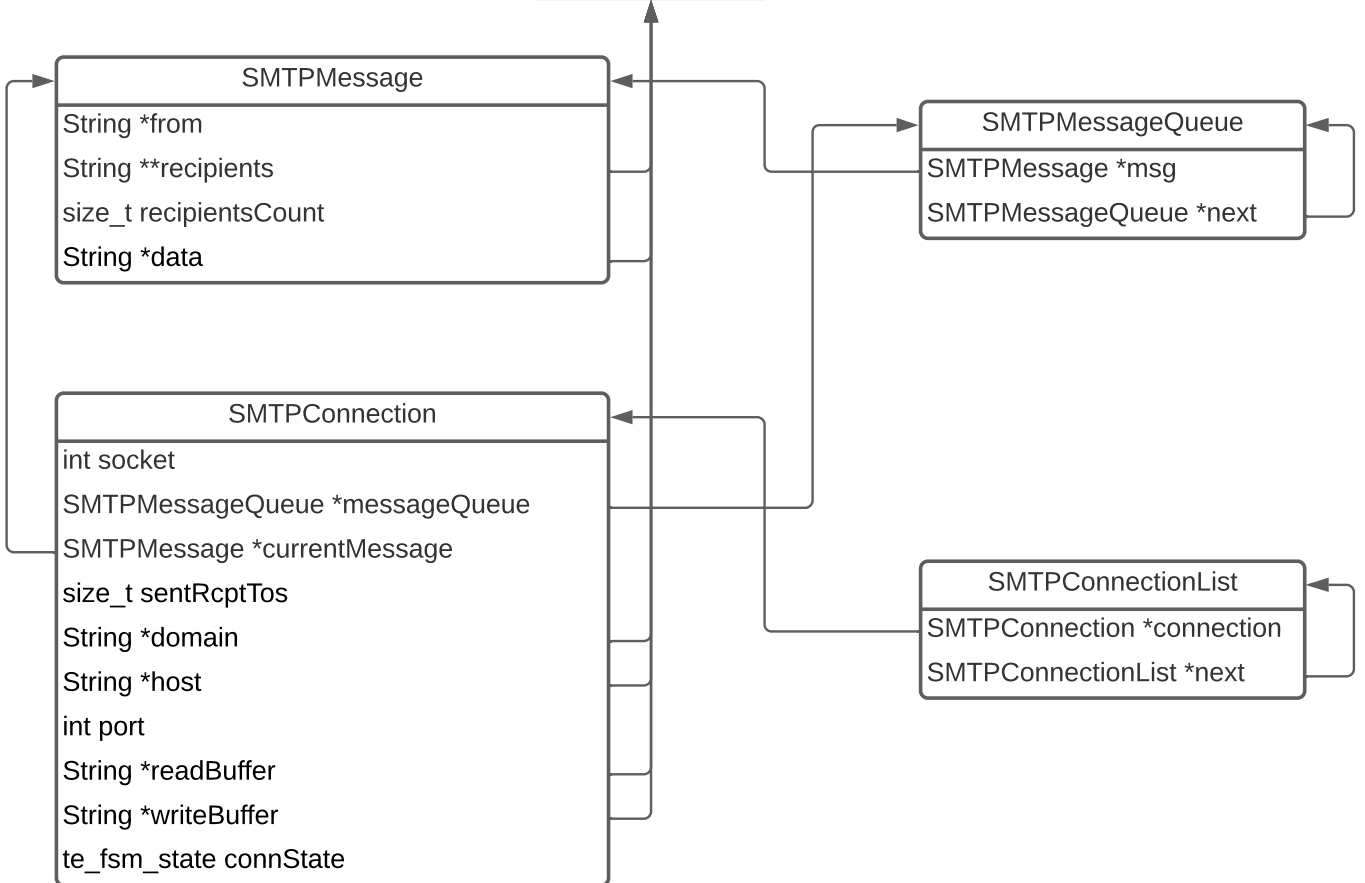 SMTPMessage
String *from
String **recipients
size_t recipientsCount
String *data
SMTPMessageQueue
SMTPMessage *msg
SMTPMessageQueue *next
SMTPConnection
int socket
SMTPMessageQueue *messageQueue
SMTPMessage *currentMessage
size_t sentRcptTos
String *domain
String *host
int port
String *readBuffer
String *writeBuffer
te_fsm_state connState
SMTPConnectionList
SMTPConnection *connection
SMTPConnectionList *next